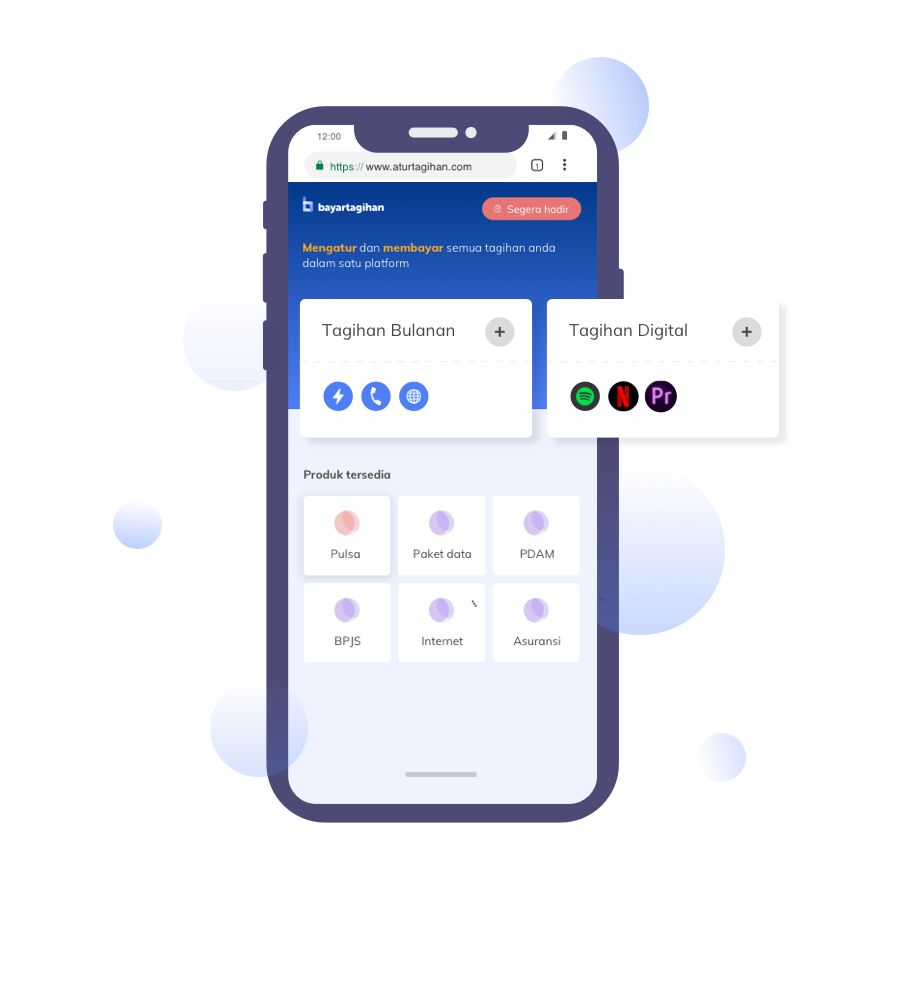 12:00
https:// www.aturtagihan.com
1
bayartagihan
Segera hadir
Mengatur dan membayar semua tagihan anda
dalam satu platform
Tagihan Bulanan
+
Tagihan Digital
+
N
Pr
Produk tersedia
Pulsa
Paket data
PDAM
BPJS
Internet
Asuransi